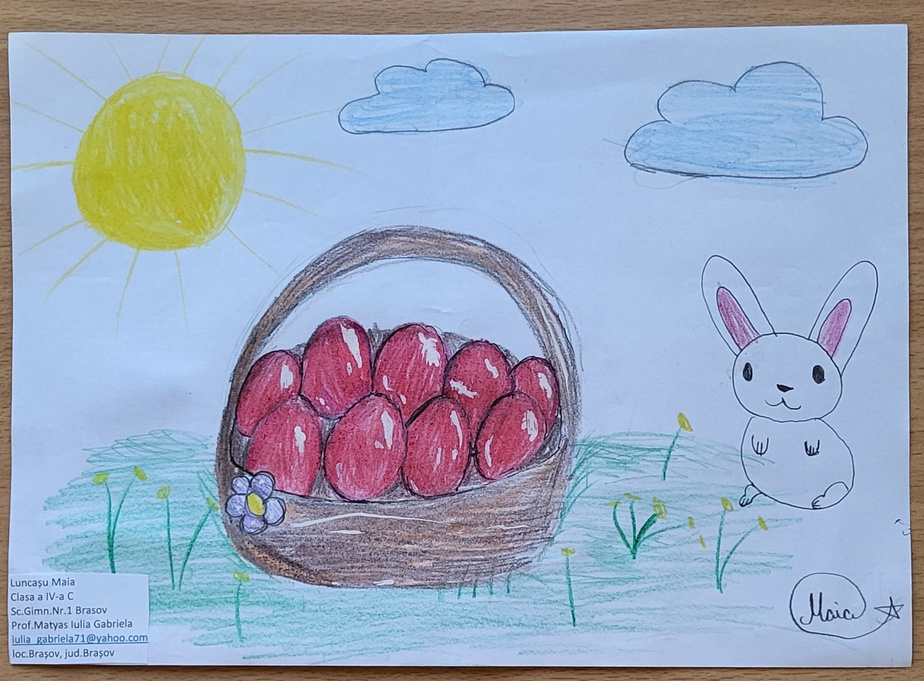 Luncașu Maia
Clasa a IV-a C
Sc.Gimn.Nr.1 Brasov
Prof.Matyas Iulia Gabriela
iulia_gabriela71@yahoo.com
loc.Brașov, jud.Brașov
Maia